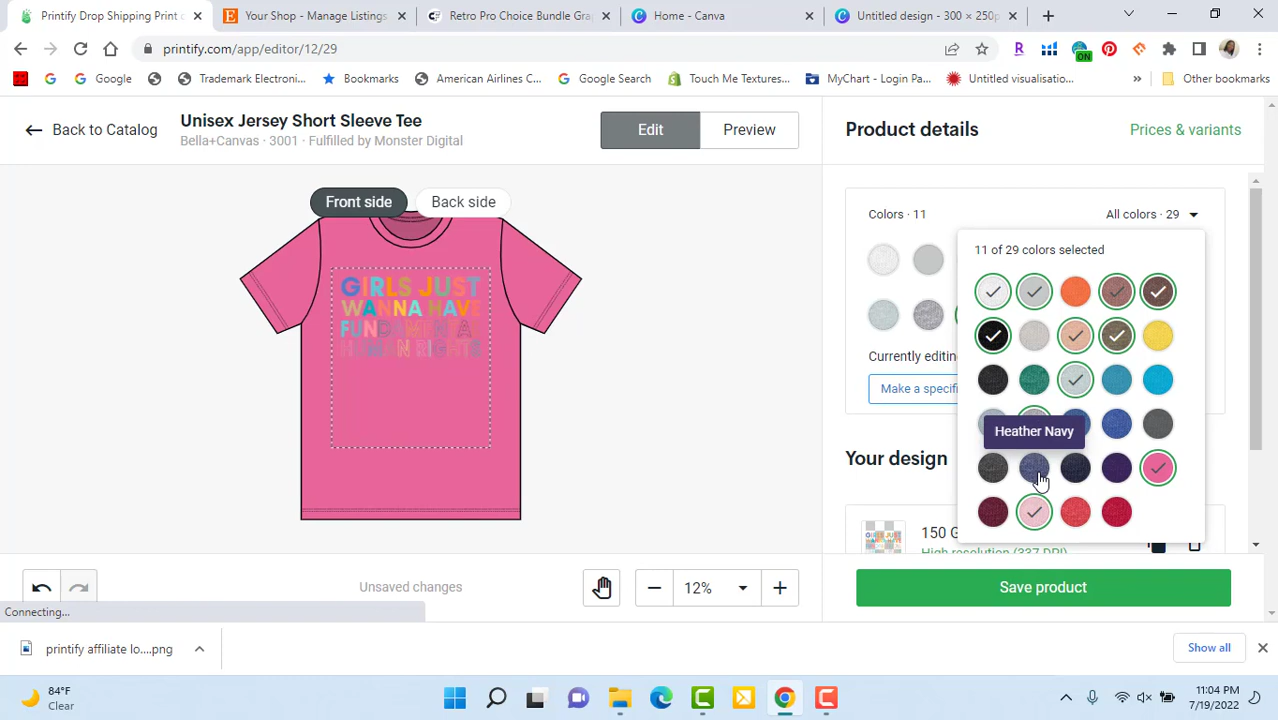 Printify Drop Shipping Print
Your Shop - Manage Listings
Retro Pro Choice Bundle Gra
Home - Canva
Untitled design - 300 × 250p
printify.com/app/editor/12/29
ON
Google
Trademark Electroni...
Bookmarks
American Airlines C...
Google Search
Touch Me Textures...
MyChart - Login Pa...
Untitled visualisatio...
Other bookmarks
Back to Catalog
Unisex Jersey Short Sleeve Tee
Bella+Canvas · 3001 · Fulfilled by Monster Digital
Edit
Preview
Product details
Prices & variants
Front side
Back side
Colors · 11
All colors · 29
11 of 29 colors selected
GIRLS JUST
WANNA HAVE
FUNDAMENTAL
HUMAN RIGHTS
Currently editin
Make a specifi
Heather Navy
Your design
150 G
High resolution (337 DPI)
Unsaved changes
12%
Save product
Connecting...
printify affiliate lo....png
Show all
84°F
Clear
11:04 PM
7/19/2022